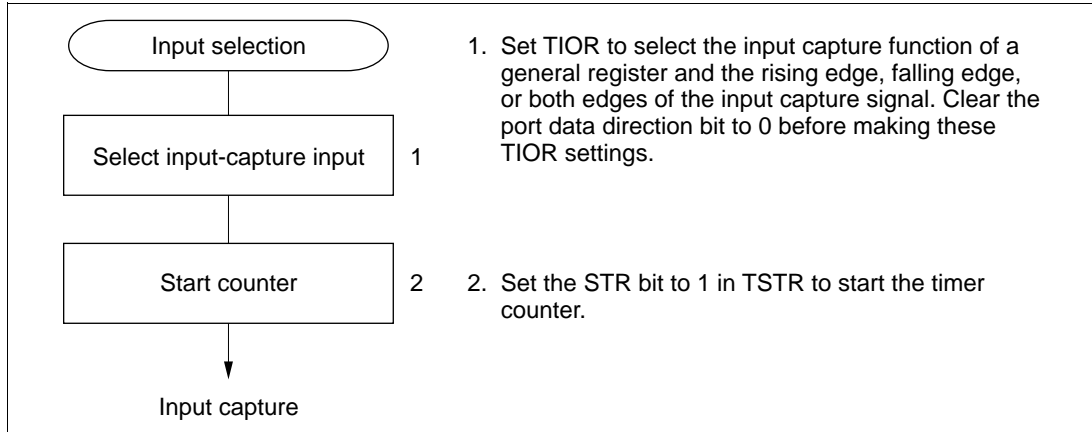 Input selection
1. Set TIOR to select the input capture function of a
general register and the rising edge, falling edge,
or both edges of the input capture signal. Clear the
port data direction bit to 0 before making these
TIOR settings.
Select input-capture input 1
Start counter 2
2. Set the STR bit to 1 in TSTR to start the timer
counter.
Input capture